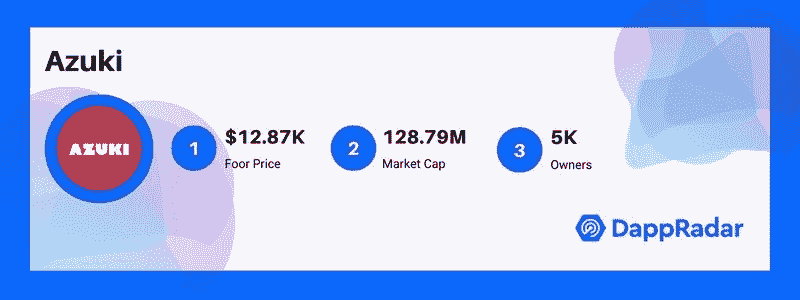 Azuki
AZUKI
1
$12.87K
Foor Price
2
128.79M
Market Cap
3
5K
Owners
DappRadar